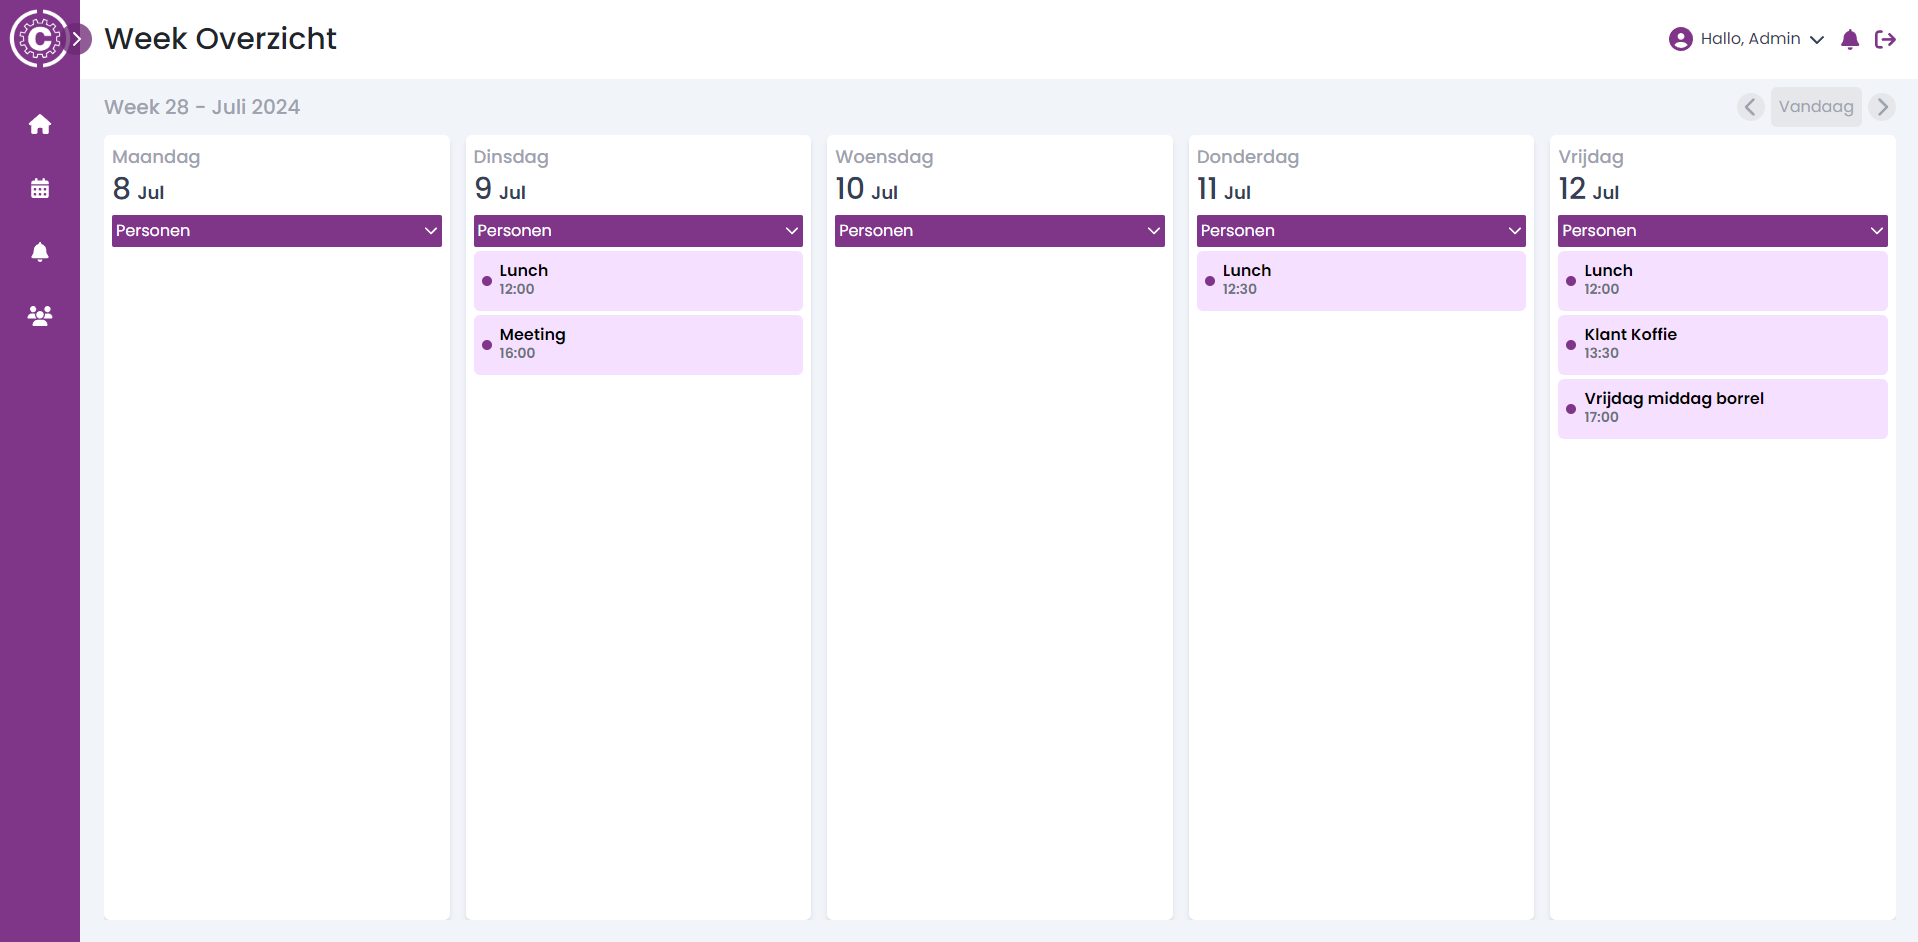 C
Week Overzicht
Hallo, Admin
Week 28 - Juli 2024
Vandaag
Maandag
8 Jul
Personen
Dinsdag
9 Jul
Personen
Lunch
12:00
Meeting
16:00
Woensdag
10 Jul
Personen
Donderdag
11 Jul
Personen
Lunch
12:30
Vrijdag
12 Jul
Personen
Lunch
12:00
Klant Koffie
13:30
Vrijdag middag borrel
17:00